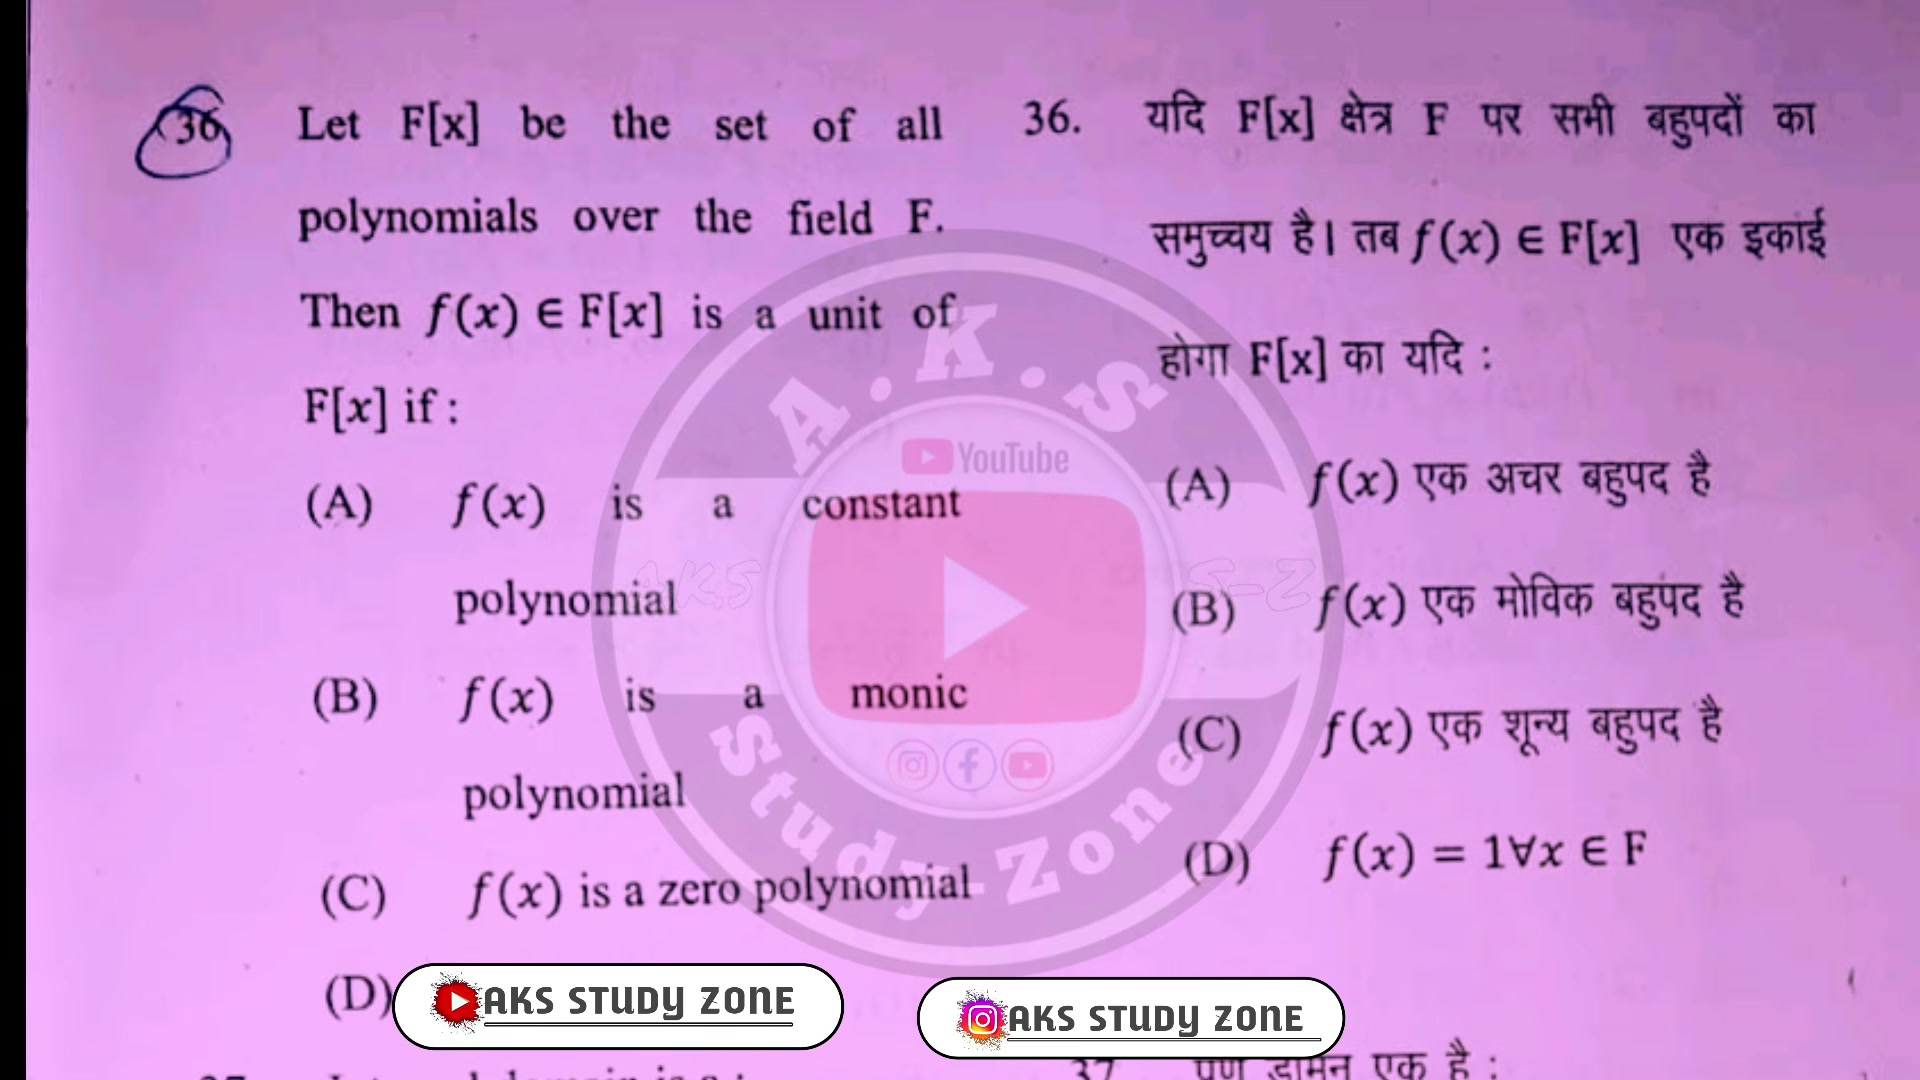 36
Let F[x] be the set of all
polynomials over the field F.
Then f(x) ∈ F[x] is a unit of
F[x] if :
(A) f(x) is a constant
polynomial
(B) f(x) is a monic
polynomial
(C) f(x) is a zero polynomial
(D)
36. यदि F[x] क्षेत्र F पर सभी बहुपदों का
समुच्चय है। तब f(x) ∈ F[x] एक इकाई
होगा F[x] का यदि :
(A) f(x) एक अचर बहुपद है
(B) f(x) एक मोविक बहुपद है
(C) f(x) एक शून्य बहुपद है
(D) f(x) = 1∀x ∈ F
37
एक है :
A.K.S
YouTube
Study Zone
AKS STUDY ZONE
AKS STUDY ZONE